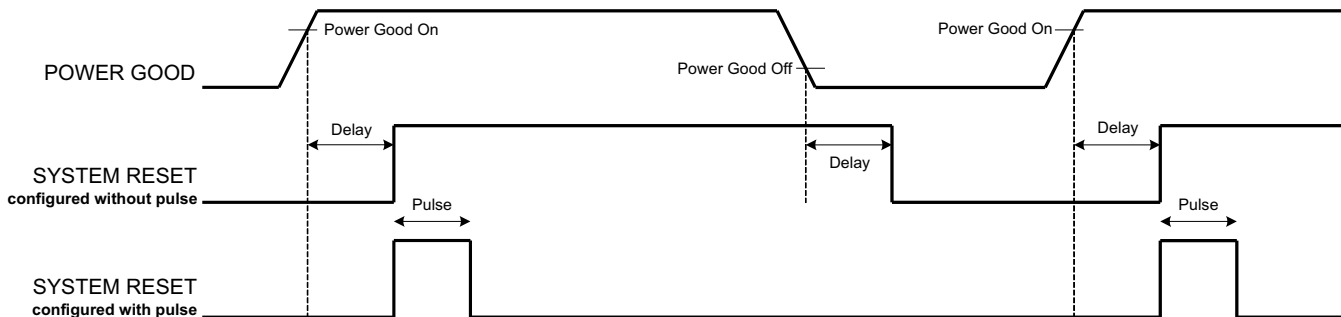 Power Good On
Power Good On
POWER GOOD
Power Good Off
Delay
Delay
Delay
SYSTEM RESET
configured without pulse
Pulse
Pulse
SYSTEM RESET
configured with pulse